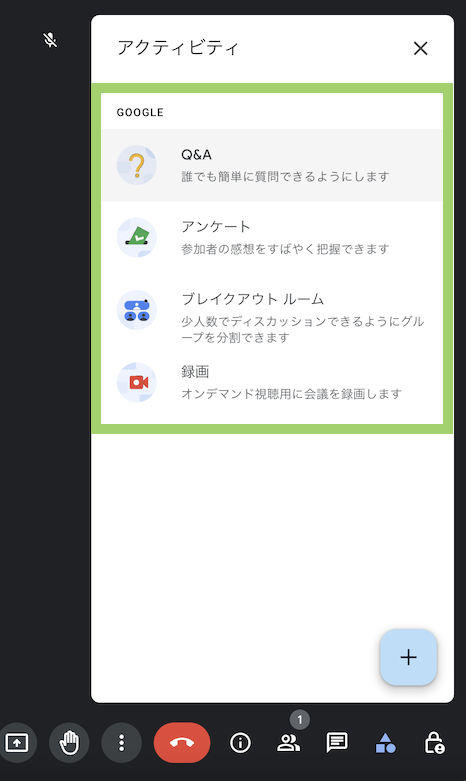 アクティビティ
GOOGLE
Q&A
誰でも簡単に質問できるようにします
アンケート
参加者の感想をすばやく把握できます
ブレイクアウト ルーム
少人数でディスカッションできるようにグル
ープを分割できます
録画
オンデマンド視聴用に会議を録画します
1